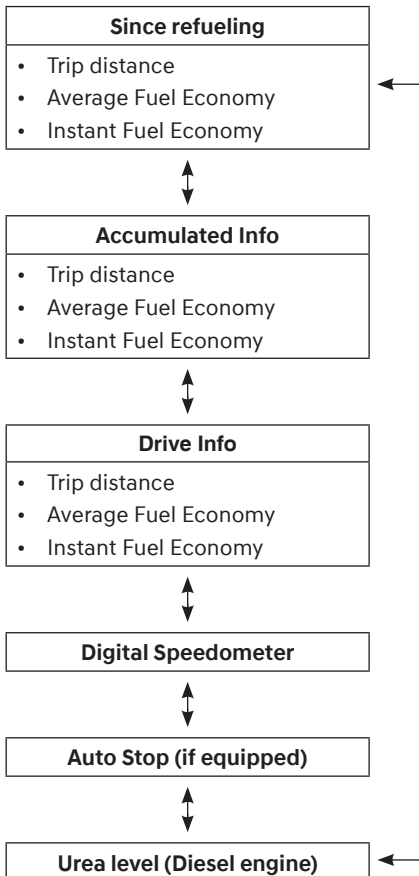 Since refueling
• Trip distance
• Average Fuel Economy
• Instant Fuel Economy
Accumulated Info
• Trip distance
• Average Fuel Economy
• Instant Fuel Economy
Drive Info
• Trip distance
• Average Fuel Economy
• Instant Fuel Economy
Digital Speedometer
Auto Stop (if equipped)
Urea level (Diesel engine)